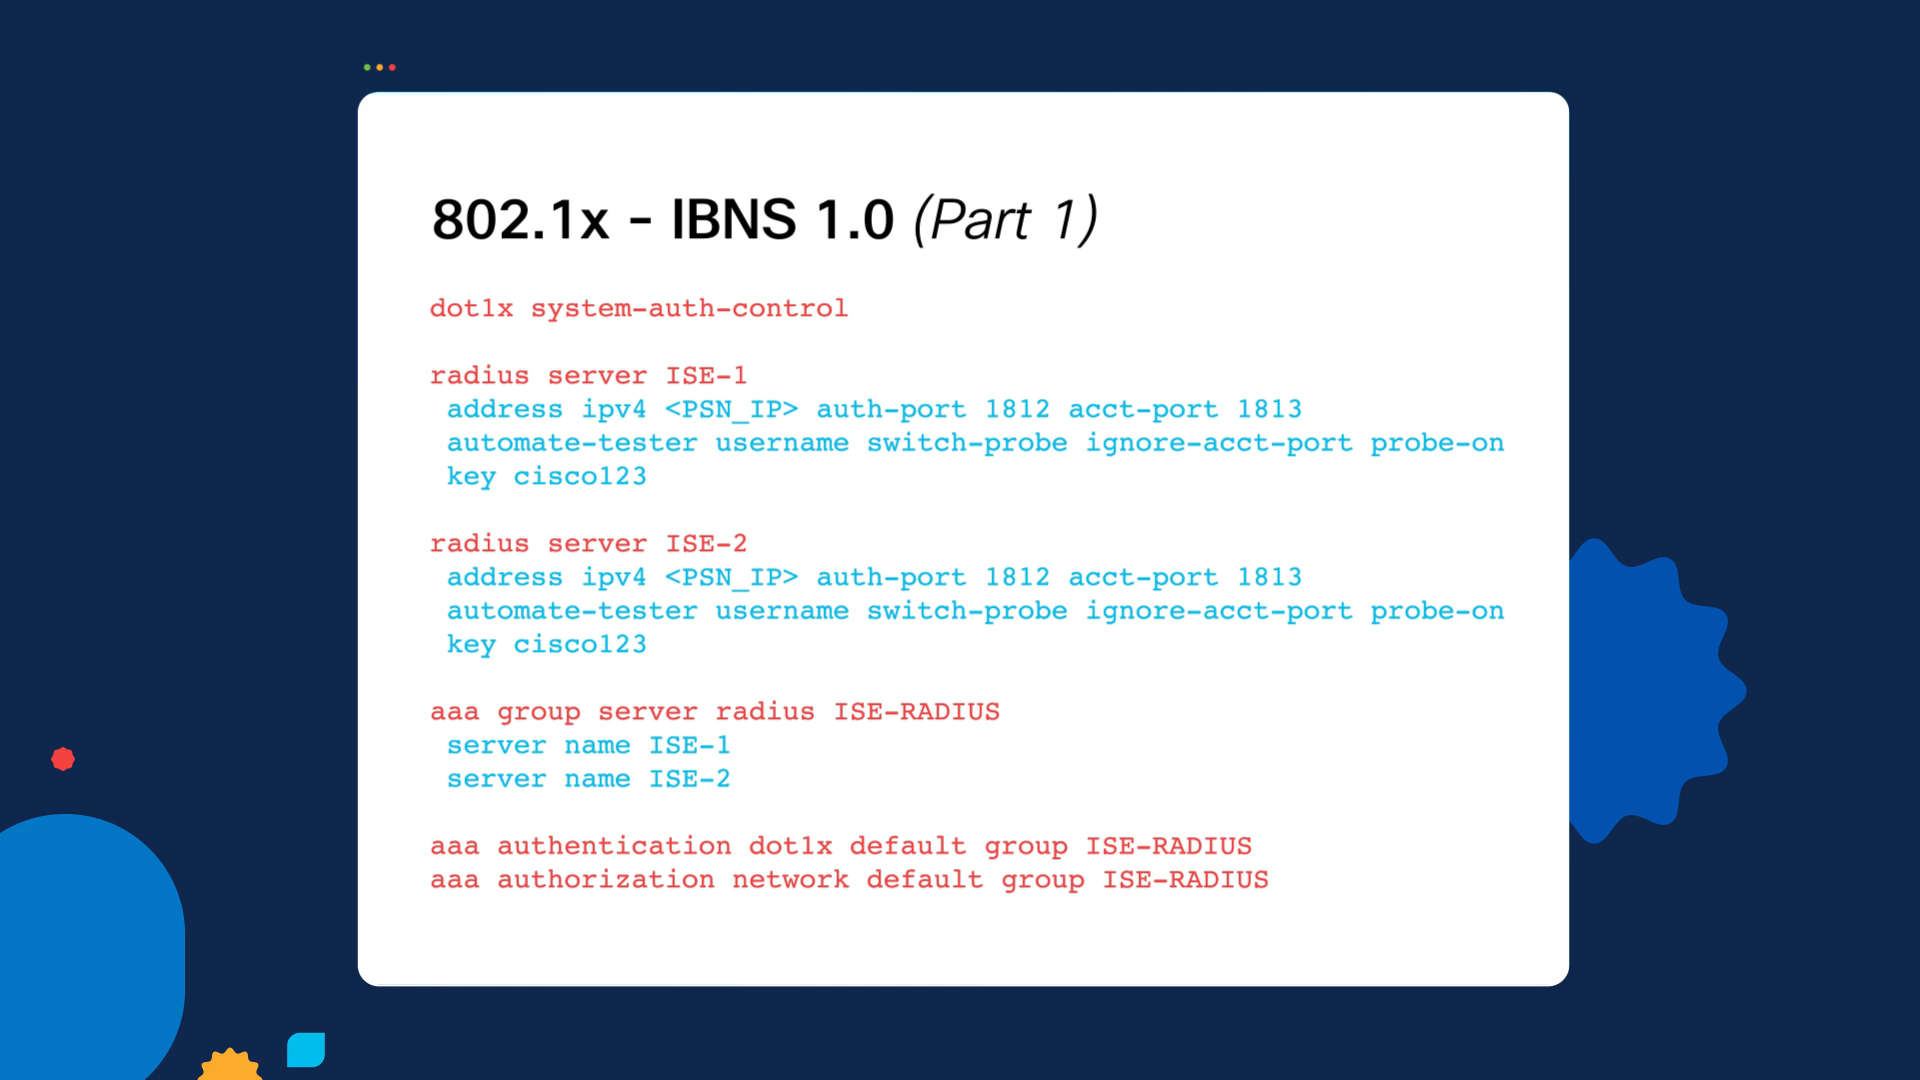 802.1x - IBNS 1.0 (Part 1)
dot1x system-auth-control
radius server ISE-1
address ipv4 <PSN_IP> auth-port 1812 acct-port 1813
automate-tester username switch-probe ignore-acct-port probe-on
key cisco123
radius server ISE-2
address ipv4 <PSN_IP> auth-port 1812 acct-port 1813
automate-tester username switch-probe ignore-acct-port probe-on
key cisco123
aaa group server radius ISE-RADIUS
server name ISE-1
server name ISE-2
aaa authentication dot1x default group ISE-RADIUS
aaa authorization network default group ISE-RADIUS